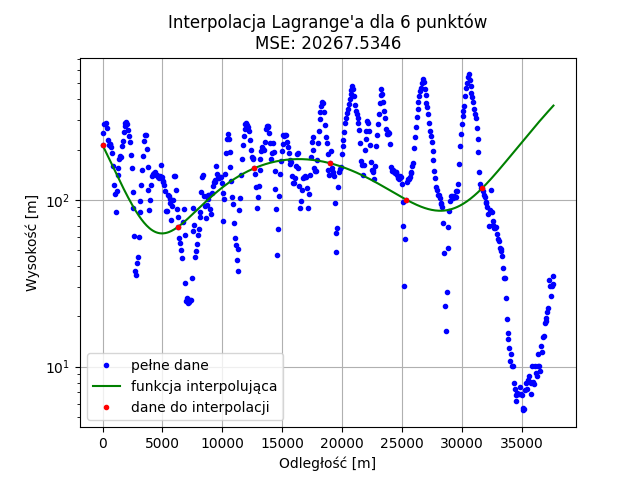 Interpolacja Lagrange'a dla 6 punktów
MSE: 20267.5346
Wysokość [m]
10²
10¹
pełne dane
funkcja interpolująca
dane do interpolacji
0 5000 10000 15000 20000 25000 30000 35000
Odległość [m]